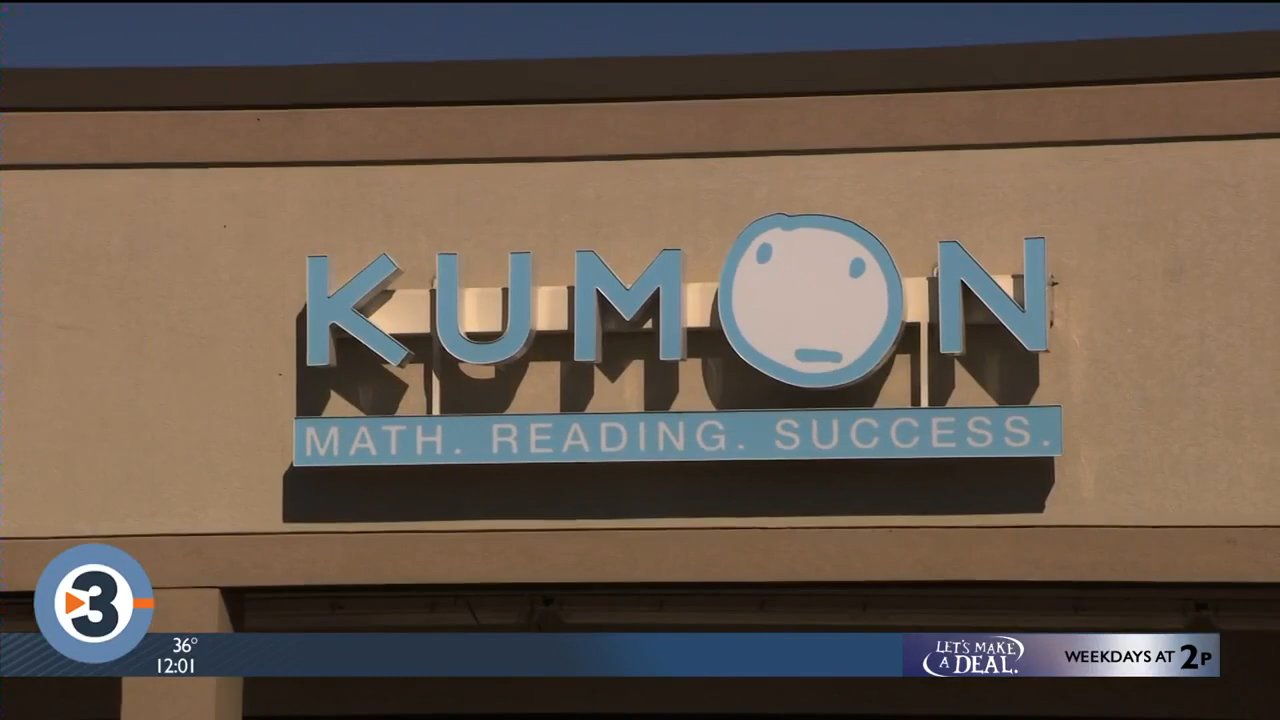 KUMON
MATH. READING. SUCCESS.
3
36°
12:01
LET'S MAKE
A DEAL.
WEEKDAYS AT 2P